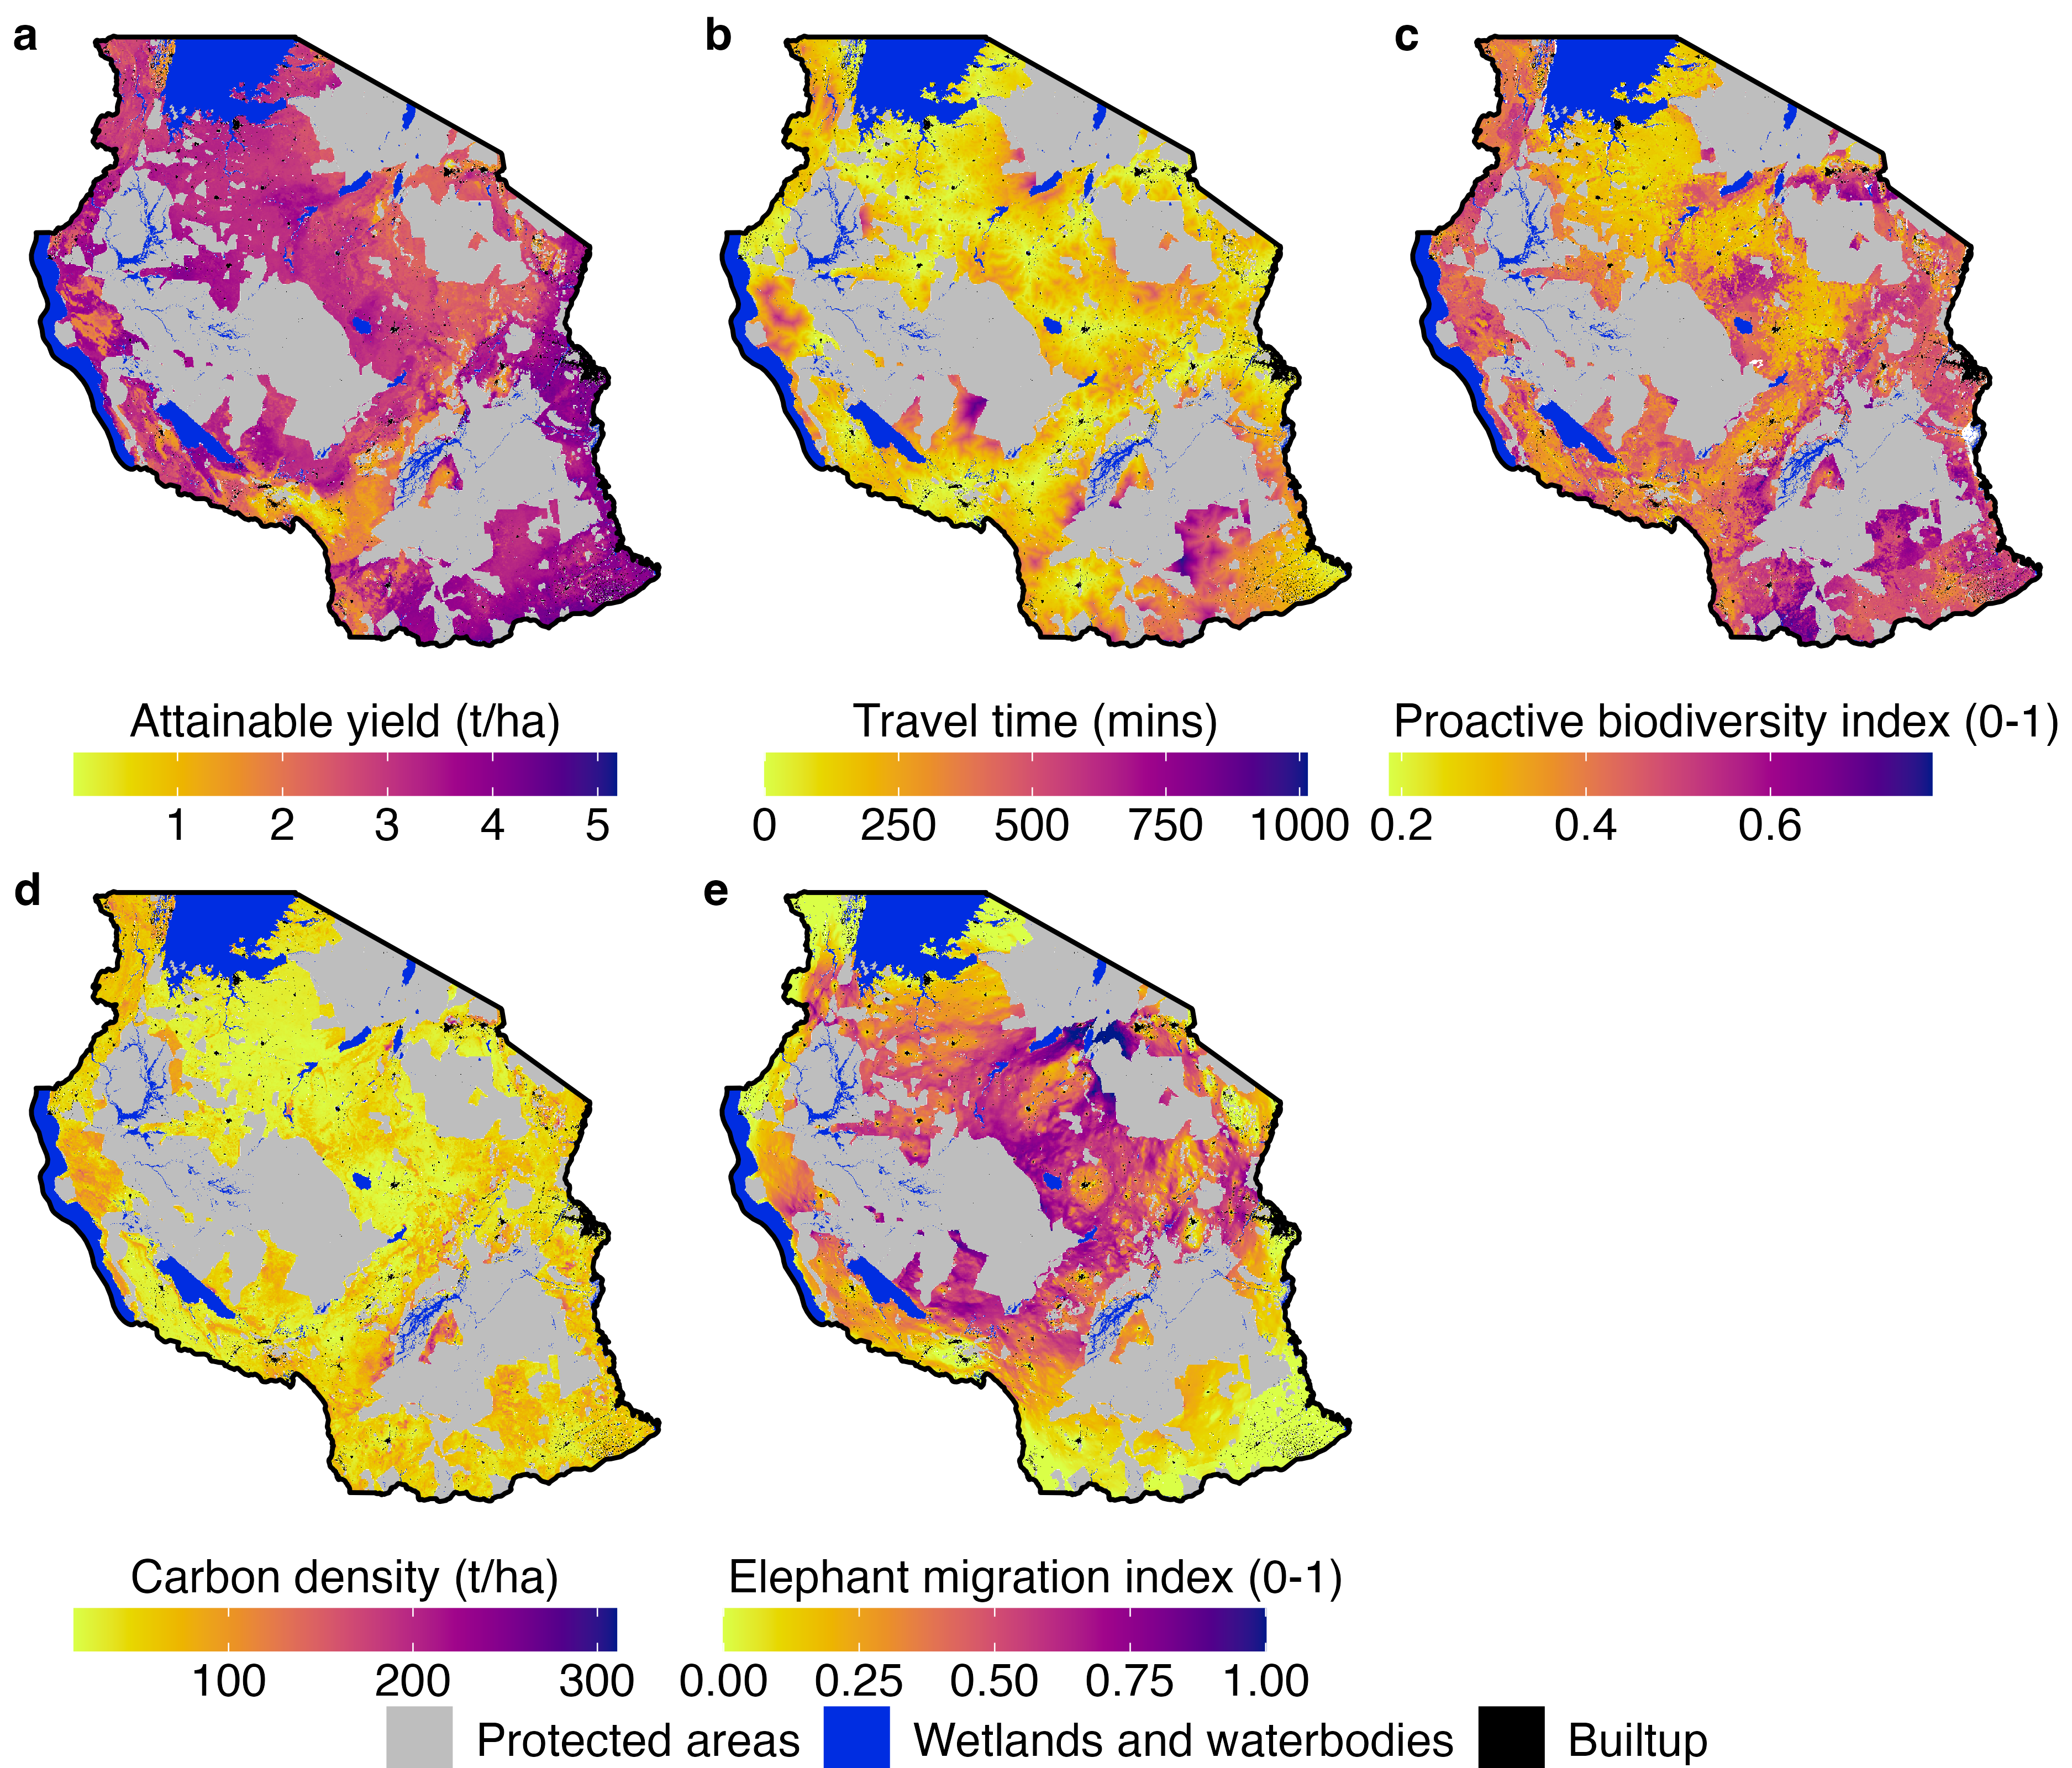 a
b
c
Attainable yield (t/ha)
1 2 3 4 5
Travel time (mins)
0 250 500 750 1000
Proactive biodiversity index (0-1)
0.2 0.4 0.6
d
e
Carbon density (t/ha)
100 200 300
Elephant migration index (0-1)
0.00 0.25 0.50 0.75 1.00
Protected areas Wetlands and waterbodies Builtup